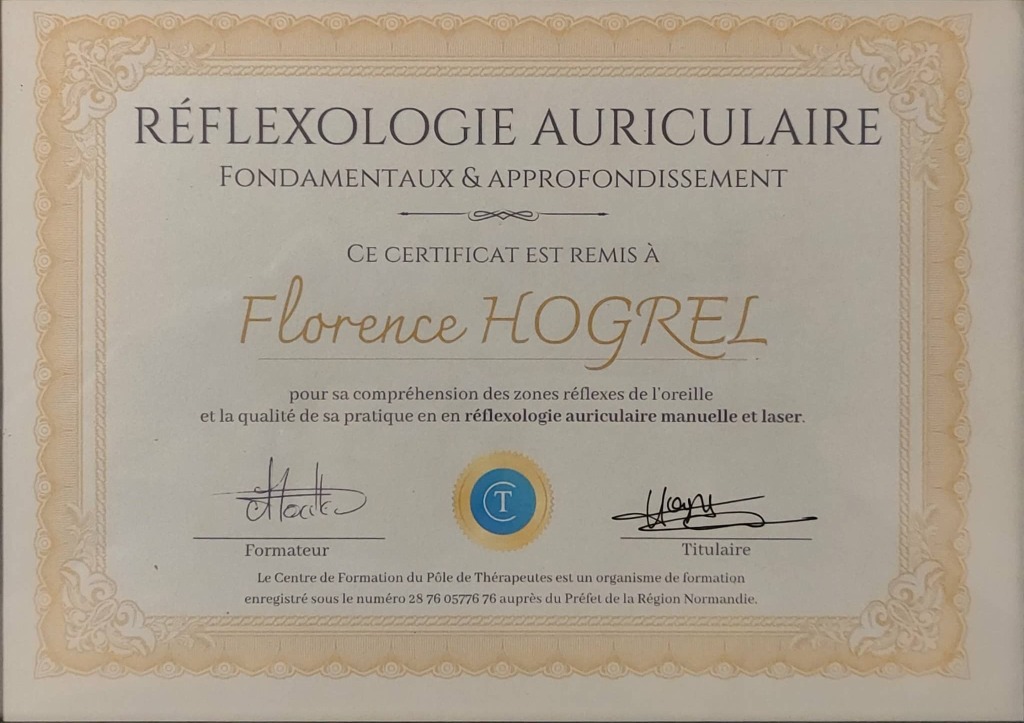 RÉFLEXOLOGIE AURICULAIRE
FONDAMENTAUX & APPROFONDISSEMENT
CE CERTIFICAT EST REMIS À
Florence HOGREL
pour sa compréhension des zones réflexes de l'oreille
et la qualité de sa pratique en en réflexologie auriculaire manuelle et laser.
CT
Formateur
Titulaire
Le Centre de Formation du Pôle de Thérapeutes est un organisme de formation
enregistré sous le numéro 28 76 05776 76 auprès du Préfet de la Région Normandie.